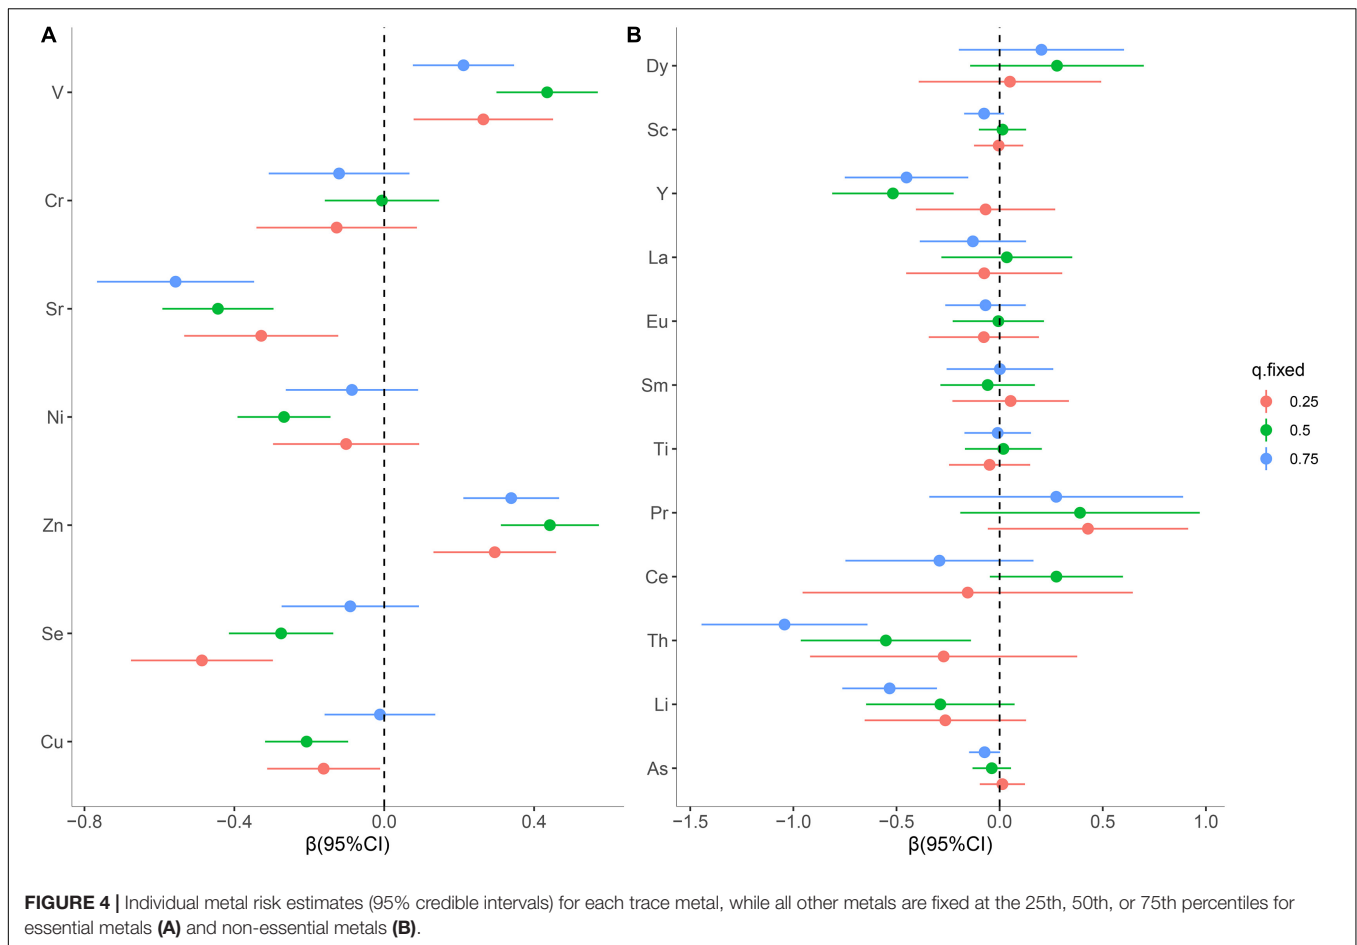 A
V
Cr
Sr
Ni
Zn
Se
Cu
−0.8 −0.4 0.0 0.4
β(95%CI)
B
Dy
Sc
Y
La
Eu
Sm
Ti
Pr
Ce
Th
Li
As
−1.5 −1.0 −0.5 0.0 0.5 1.0
β(95%CI)
q.fixed
0.25
0.5
0.75
FIGURE 4 | Individual metal risk estimates (95% credible intervals) for each trace metal, while all other metals are fixed at the 25th, 50th, or 75th percentiles for
essential metals (A) and non-essential metals (B).